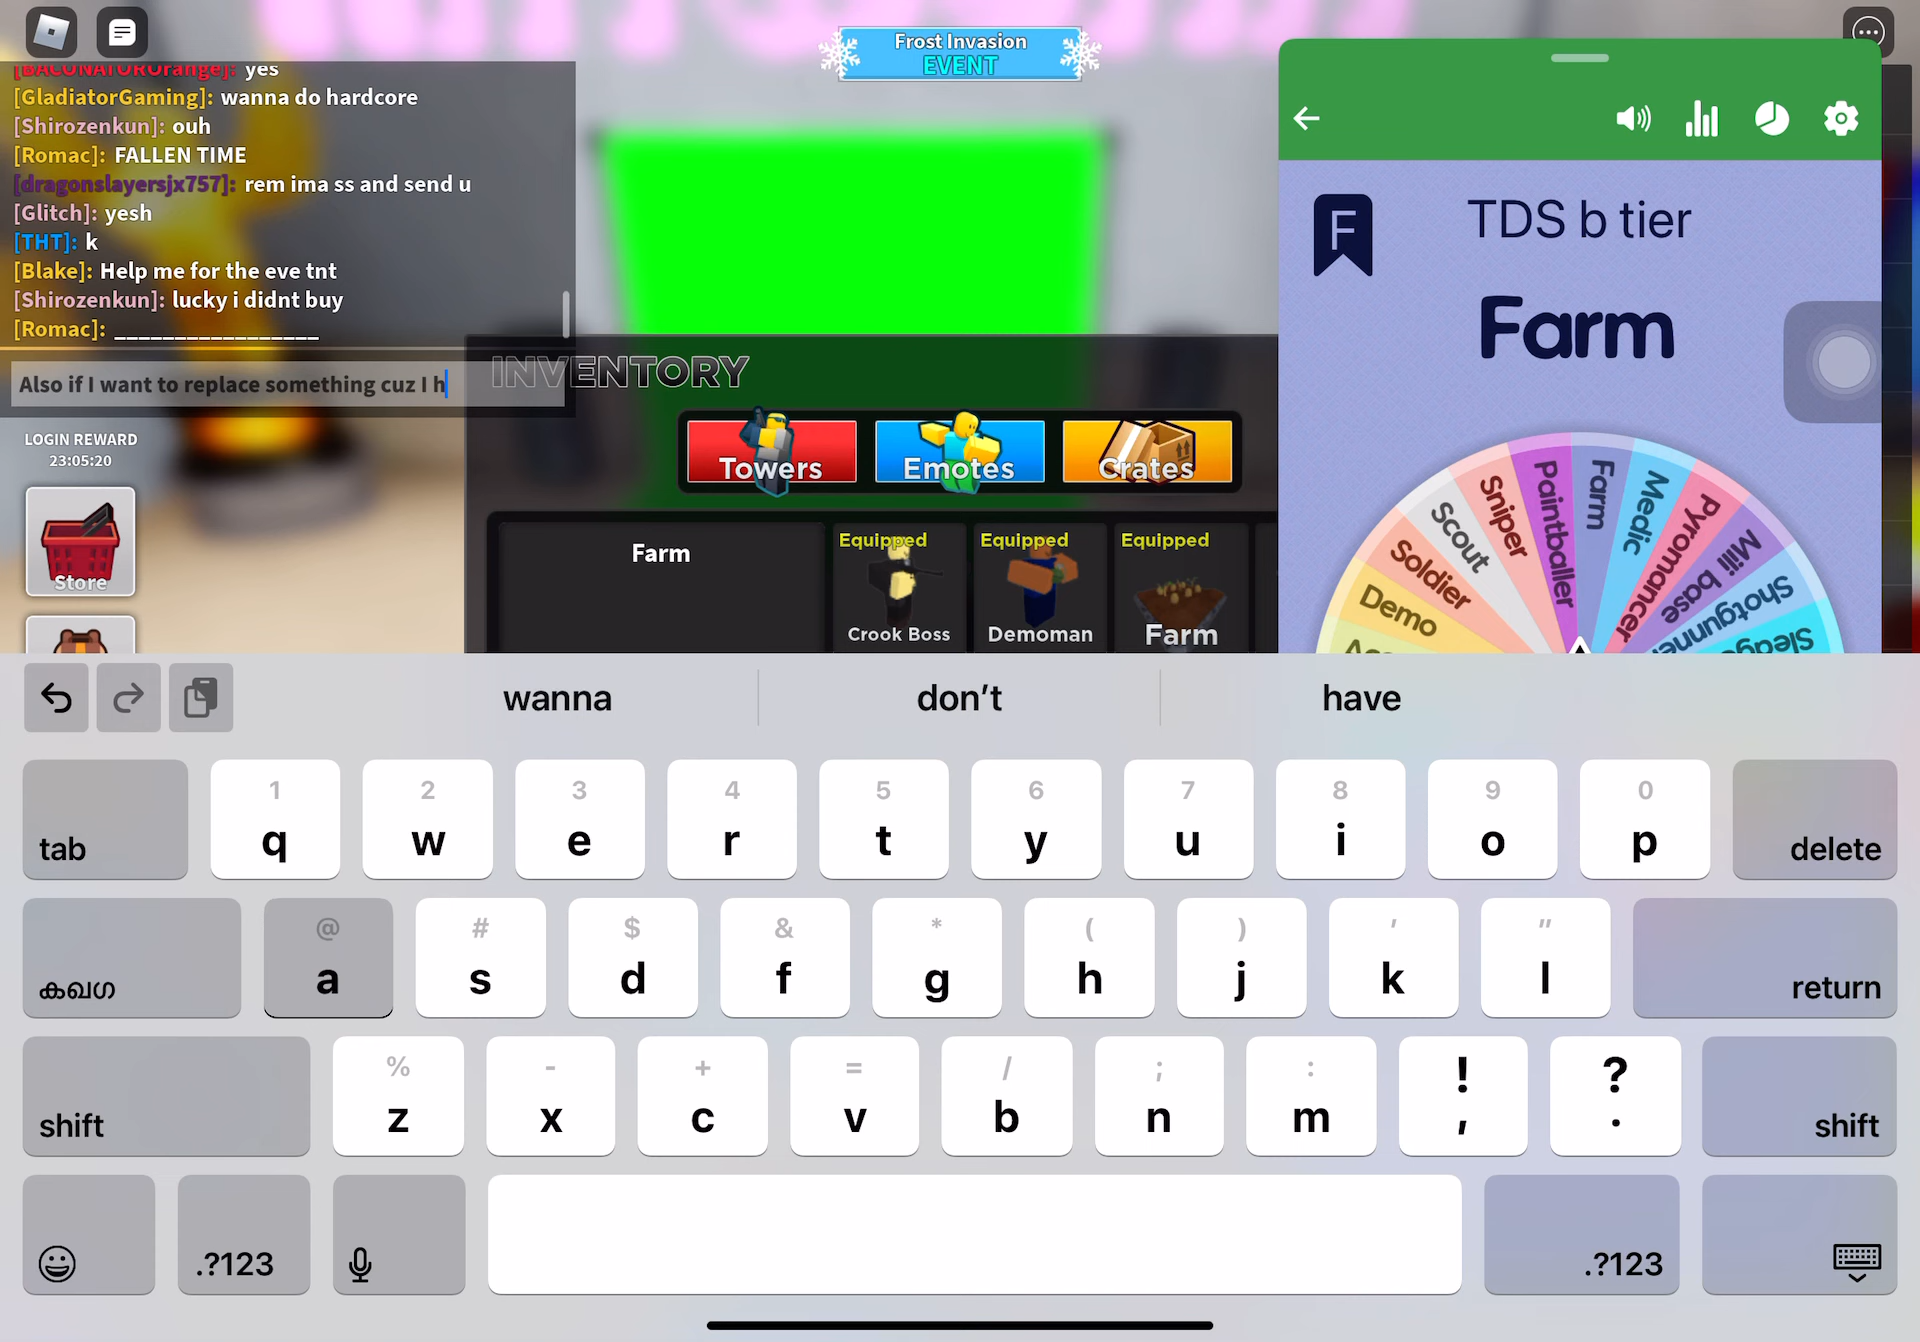 [BACONATOROrange]: yes
[GladiatorGaming]: wanna do hardcore
[Shirozenkun]: ouh
[Romac]: FALLEN TIME
[dragonslayersjx757]: rem ima ss and send u
[Glitch]: yesh
[THT]: k
[Blake]: Help me for the eve tnt
[Shirozenkun]: lucky i didnt buy
[Romac]: _________________
Also if I want to replace something cuz I h
Frost Invasion
EVENT
LOGIN REWARD
23:05:20
Store
INVENTORY
Towers
Emotes
Crates
Farm
Equipped
Crook Boss
Equipped
Demoman
Equipped
Farm
F
TDS b tier
Farm
Demo
Soldier
Scout
Sniper
Paintballer
Farm
Medic
Pyromancer
Mili base
Shotgunner
wanna
don't
have
tab
1 2 3 4 5 6 7 8 9 0
q w e r t y u i o p
delete
കഖഗ
@ # $ & * ( ) ' "
a s d f g h j k l
return
shift
% - + = / ; : ! ?
z x c v b n m , .
shift
.?123
.?123